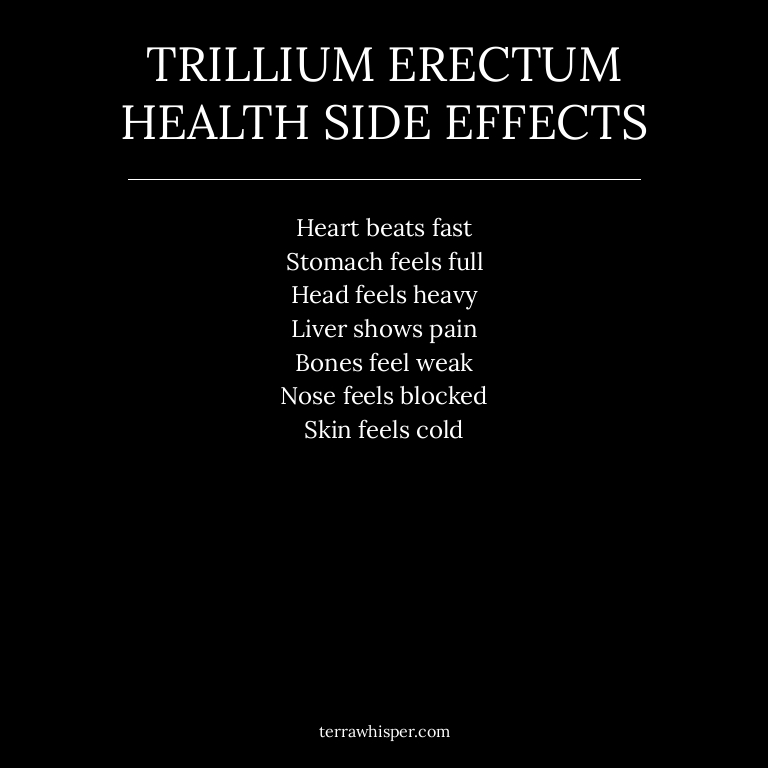 TRILLIUM ERECTUM
HEALTH SIDE EFFECTS
Heart beats fast
Stomach feels full
Head feels heavy
Liver shows pain
Bones feel weak
Nose feels blocked
Skin feels cold
terrawhisper.com